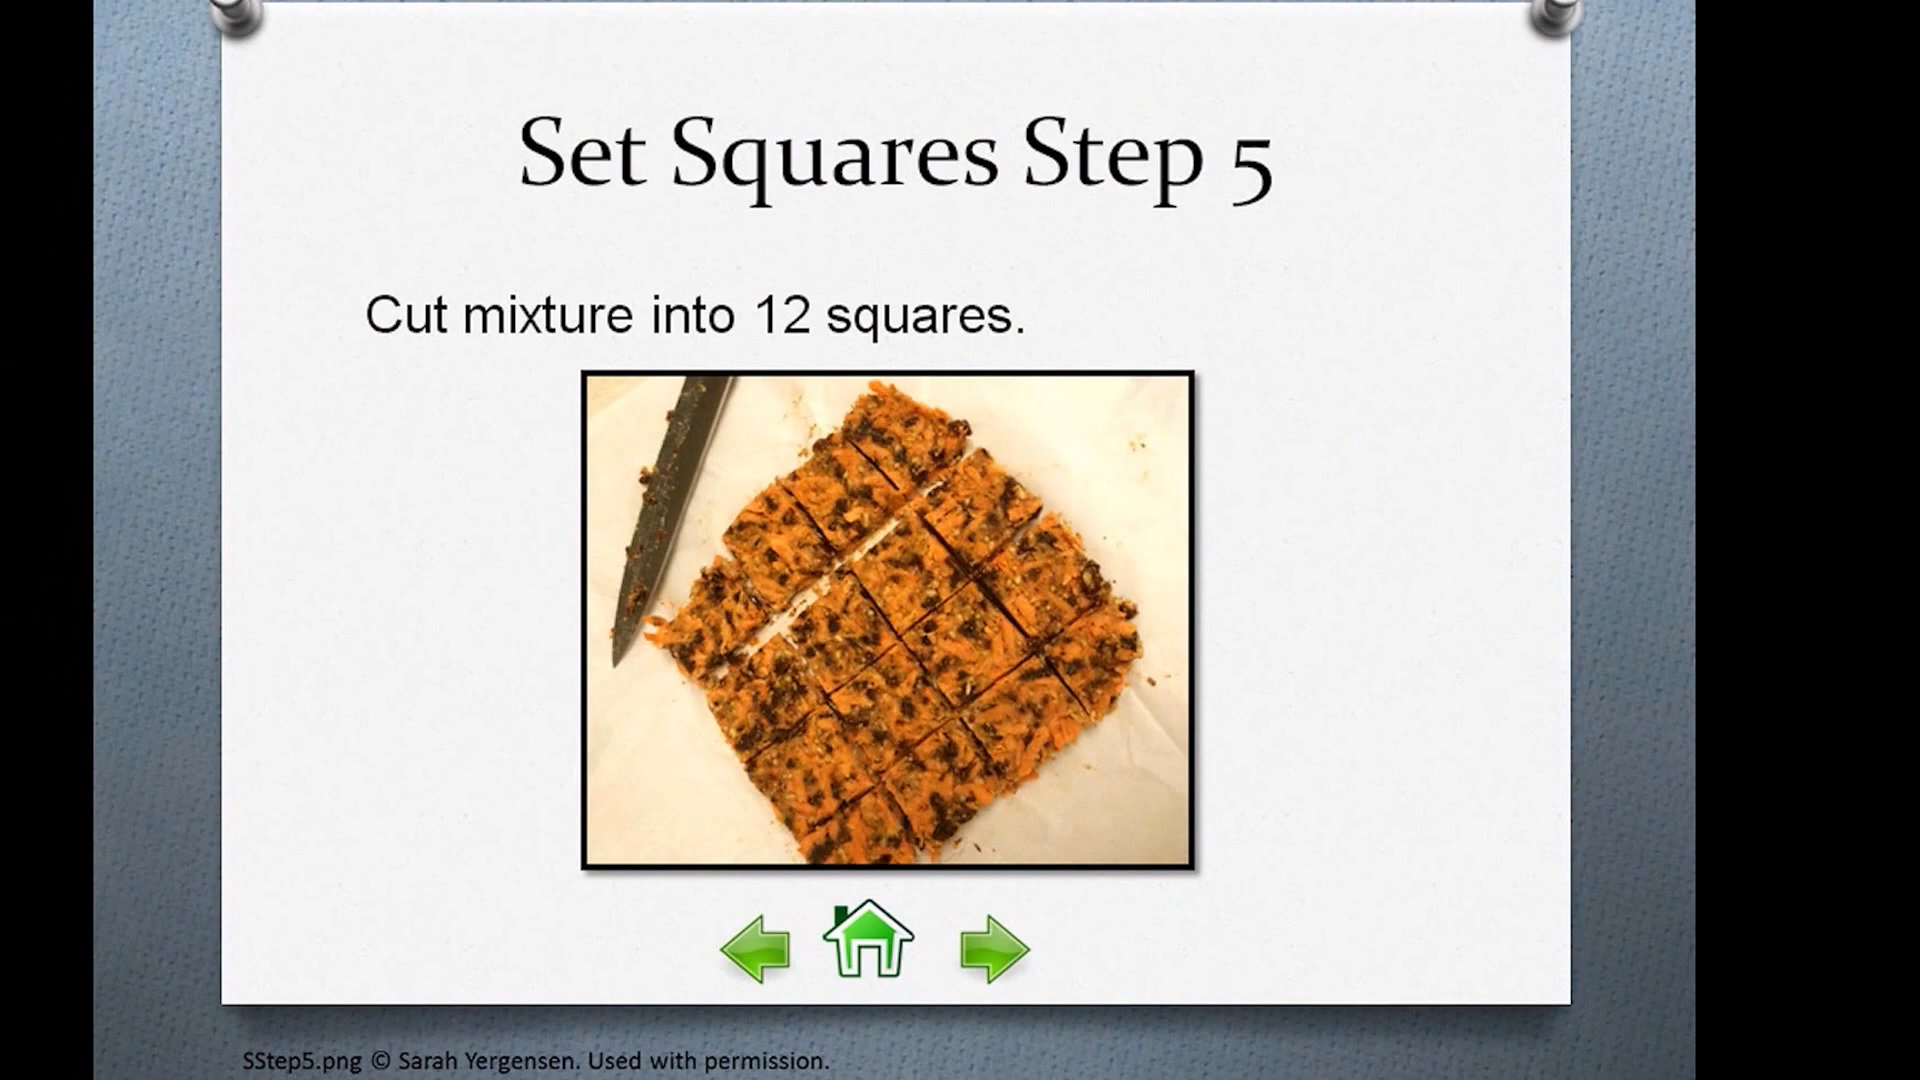 Set Squares Step 5
Cut mixture into 12 squares.
SStep5.png © Sarah Yergensen. Used with permission.